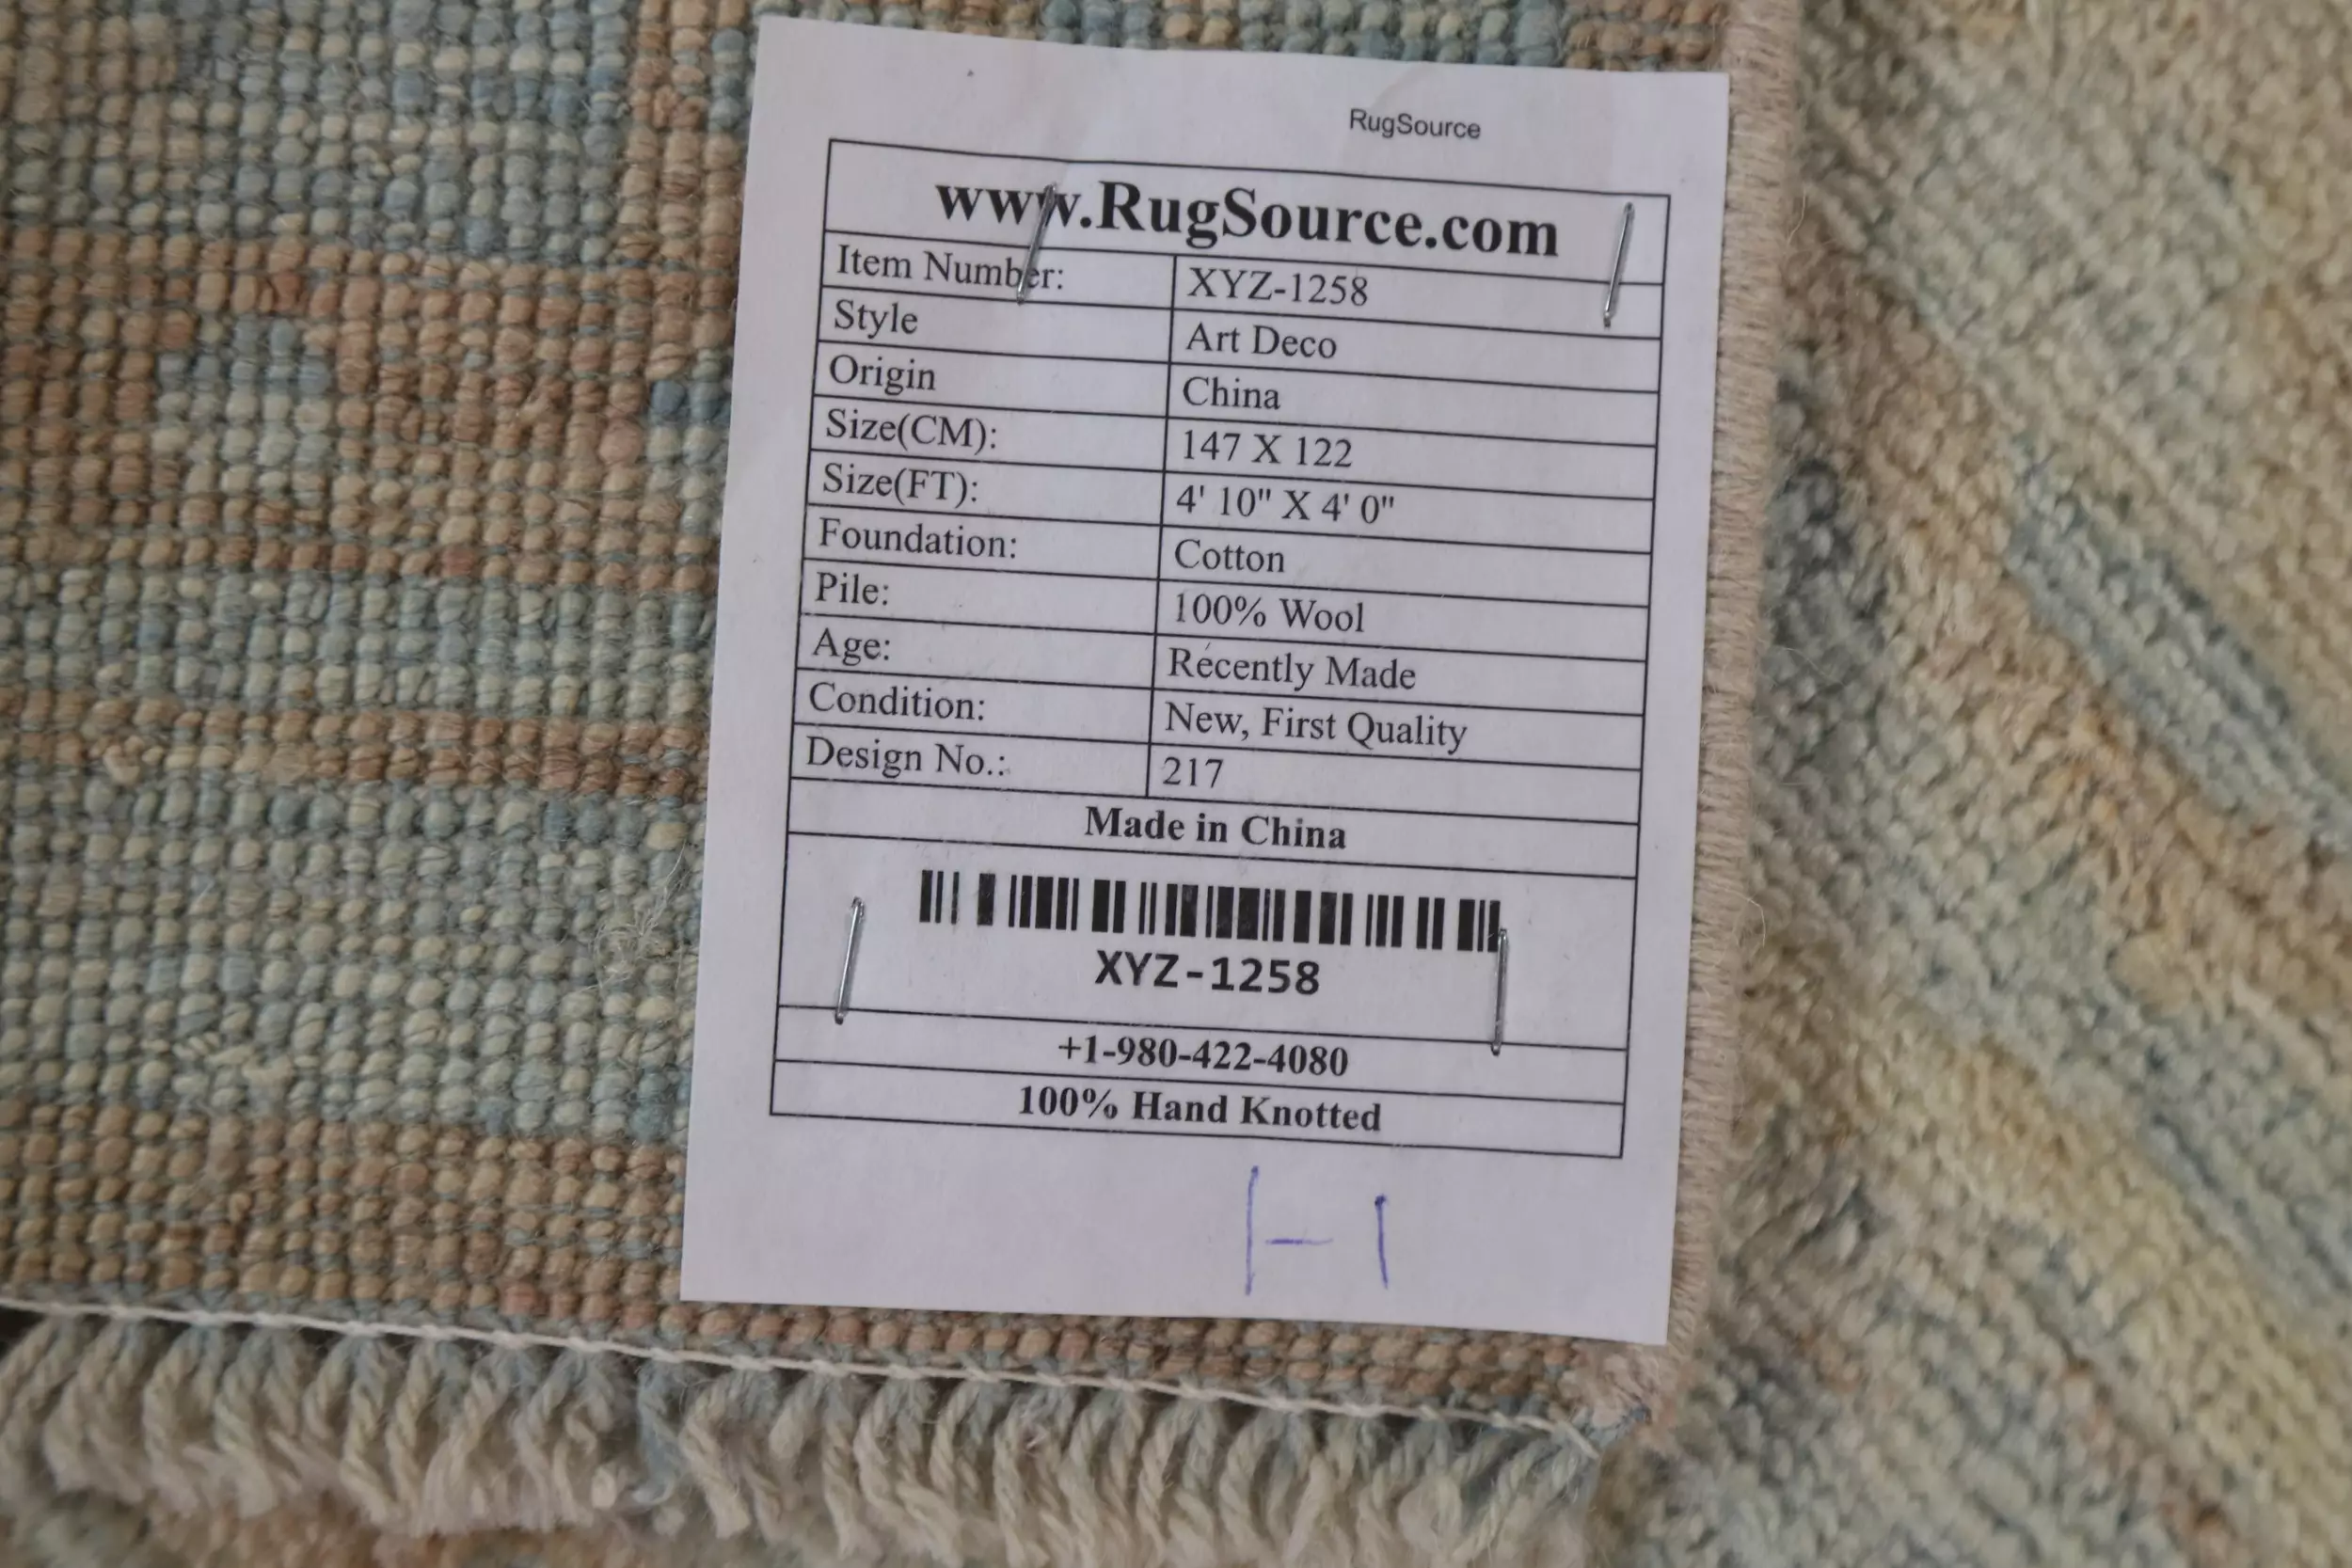 RugSource
www.RugSource.com
Item Number: XYZ-1258
Style Art Deco
Origin China
Size(CM): 147 X 122
Size(FT): 4' 10" X 4' 0"
Foundation: Cotton
Pile: 100% Wool
Age: Recently Made
Condition: New, First Quality
Design No.: 217
Made in China
XYZ-1258
+1-980-422-4080
100% Hand Knotted
1-1